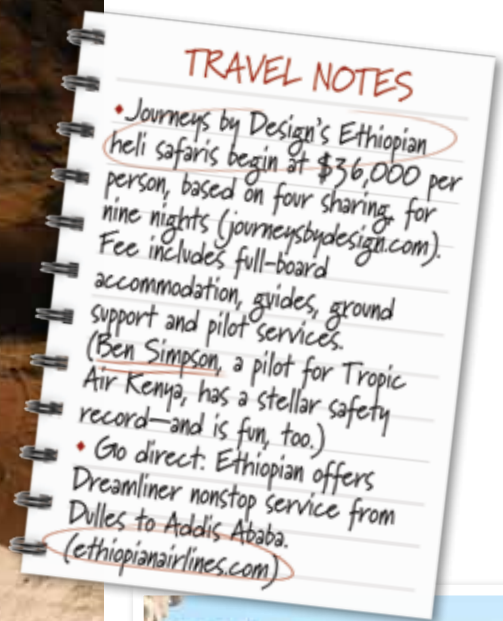 TRAVEL NOTES
• Journeys by Design's Ethiopian
heli safaris begin at $36,000 per
person, based on four sharing, for
nine nights (journeysbydesign.com).
Fee includes full-board
accommodation, guides, ground
support and pilot services.
(Ben Simpson, a pilot for Tropic
Air Kenya, has a stellar safety
record—and is fun, too.)
• Go direct: Ethiopian offers
Dreamliner nonstop service from
Dulles to Addis Ababa.
(ethiopianairlines.com)